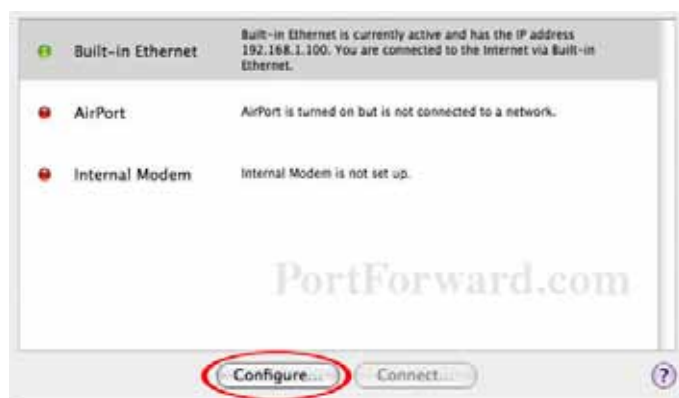 Built-in Ethernet
Built-in Ethernet is currently active and has the IP address
192.168.1.100. You are connected to the Internet via Built-in
Ethernet.
AirPort
AirPort is turned on but is not connected to a network.
Internal Modem
Internal Modem is not set up.
PortForward.com
Configure...
Connect...
?